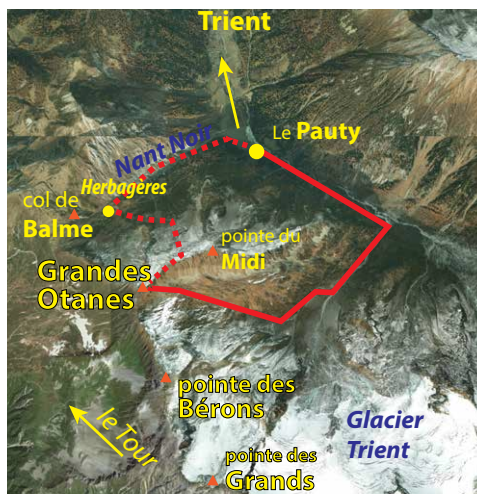 Trient
Le Pauty
Nant Noir
Herbagères
col de
Balme
pointe du
Midi
Grandes
Otanes
pointe des
Bérons
le Tour
Glacier
Trient
pointe des
Grands